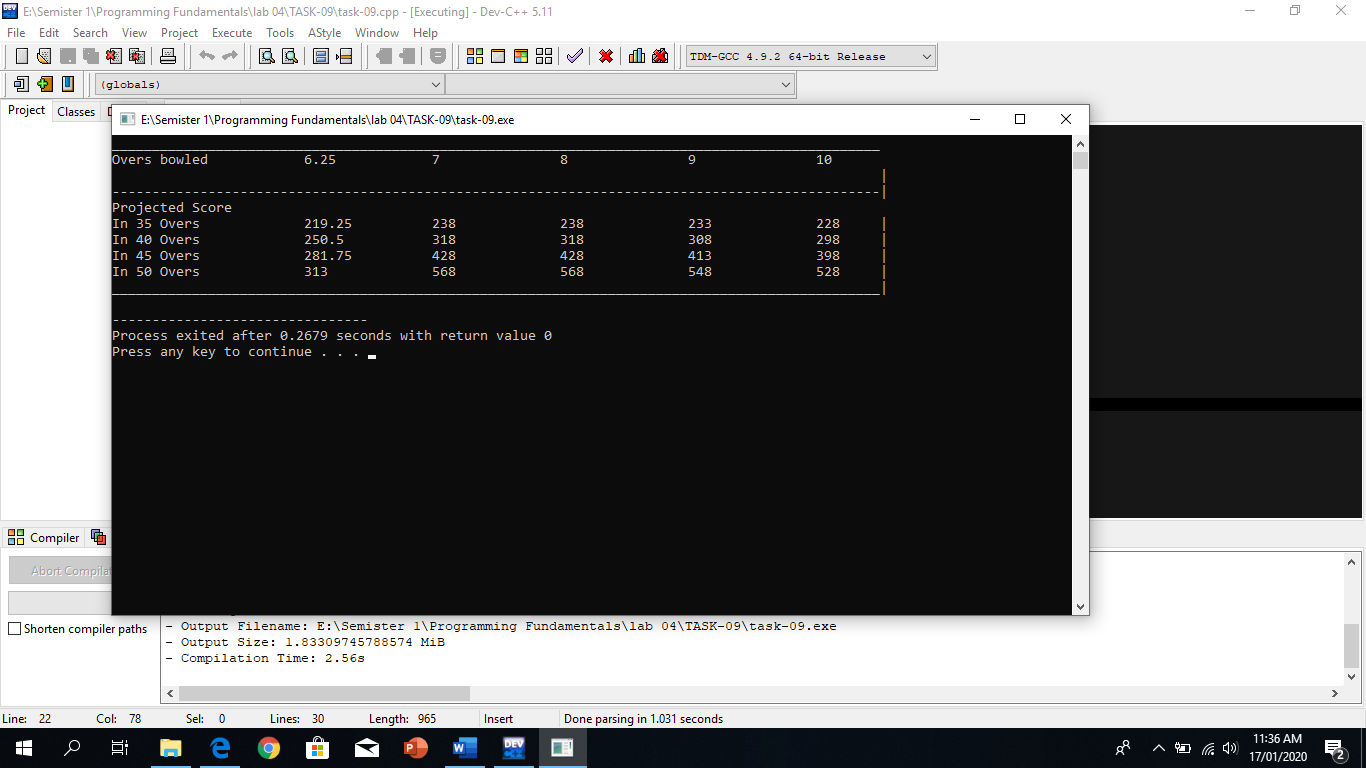 E:\Semister 1\Programming Fundamentals\lab 04\TASK-09\task-09.cpp - [Executing] - Dev-C++ 5.11
File Edit Search View Project Execute Tools AStyle Window Help
TDM-GCC 4.9.2 64-bit Release
(globals)
Project Classes
E:\Semister 1\Programming Fundamentals\lab 04\TASK-09\task-09.exe
Overs bowled 6.25 7 8 9 10
|
------------------------------------------------------------------------------------------------|
Projected Score
In 35 Overs 219.25 238 238 233 228 |
In 40 Overs 250.5 318 318 308 298 |
In 45 Overs 281.75 428 428 413 398 |
In 50 Overs 313 568 568 548 528 |
________________________________________________________________________________________________|
--------------------------------
Process exited after 0.2679 seconds with return value 0
Press any key to continue . . .
Compiler
Abort Compilat
Shorten compiler paths
- Output Filename: E:\Semister 1\Programming Fundamentals\lab 04\TASK-09\task-09.exe
- Output Size: 1.83309745788574 MiB
- Compilation Time: 2.56s
Line: 22 Col: 78 Sel: 0 Lines: 30 Length: 965 Insert Done parsing in 1.031 seconds
DEV
11:36 AM
17/01/2020
2